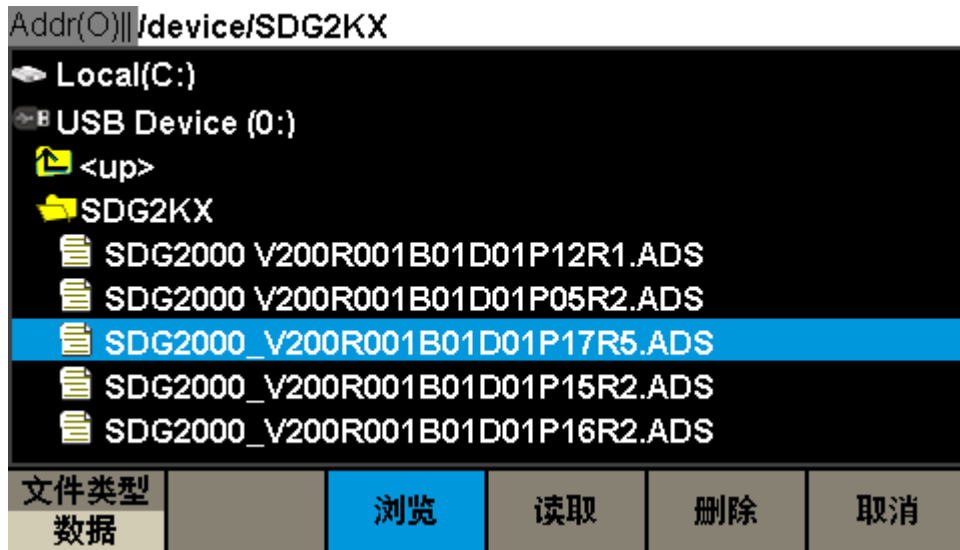 Addr(O)|| /device/SDG2KX
Local(C:)
USB Device (0:)
<up>
SDG2KX
SDG2000 V200R001B01D01P12R1.ADS
SDG2000 V200R001B01D01P05R2.ADS
SDG2000_V200R001B01D01P17R5.ADS
SDG2000_V200R001B01D01P15R2.ADS
SDG2000_V200R001B01D01P16R2.ADS
文件类型
数据
浏览
读取
删除
取消